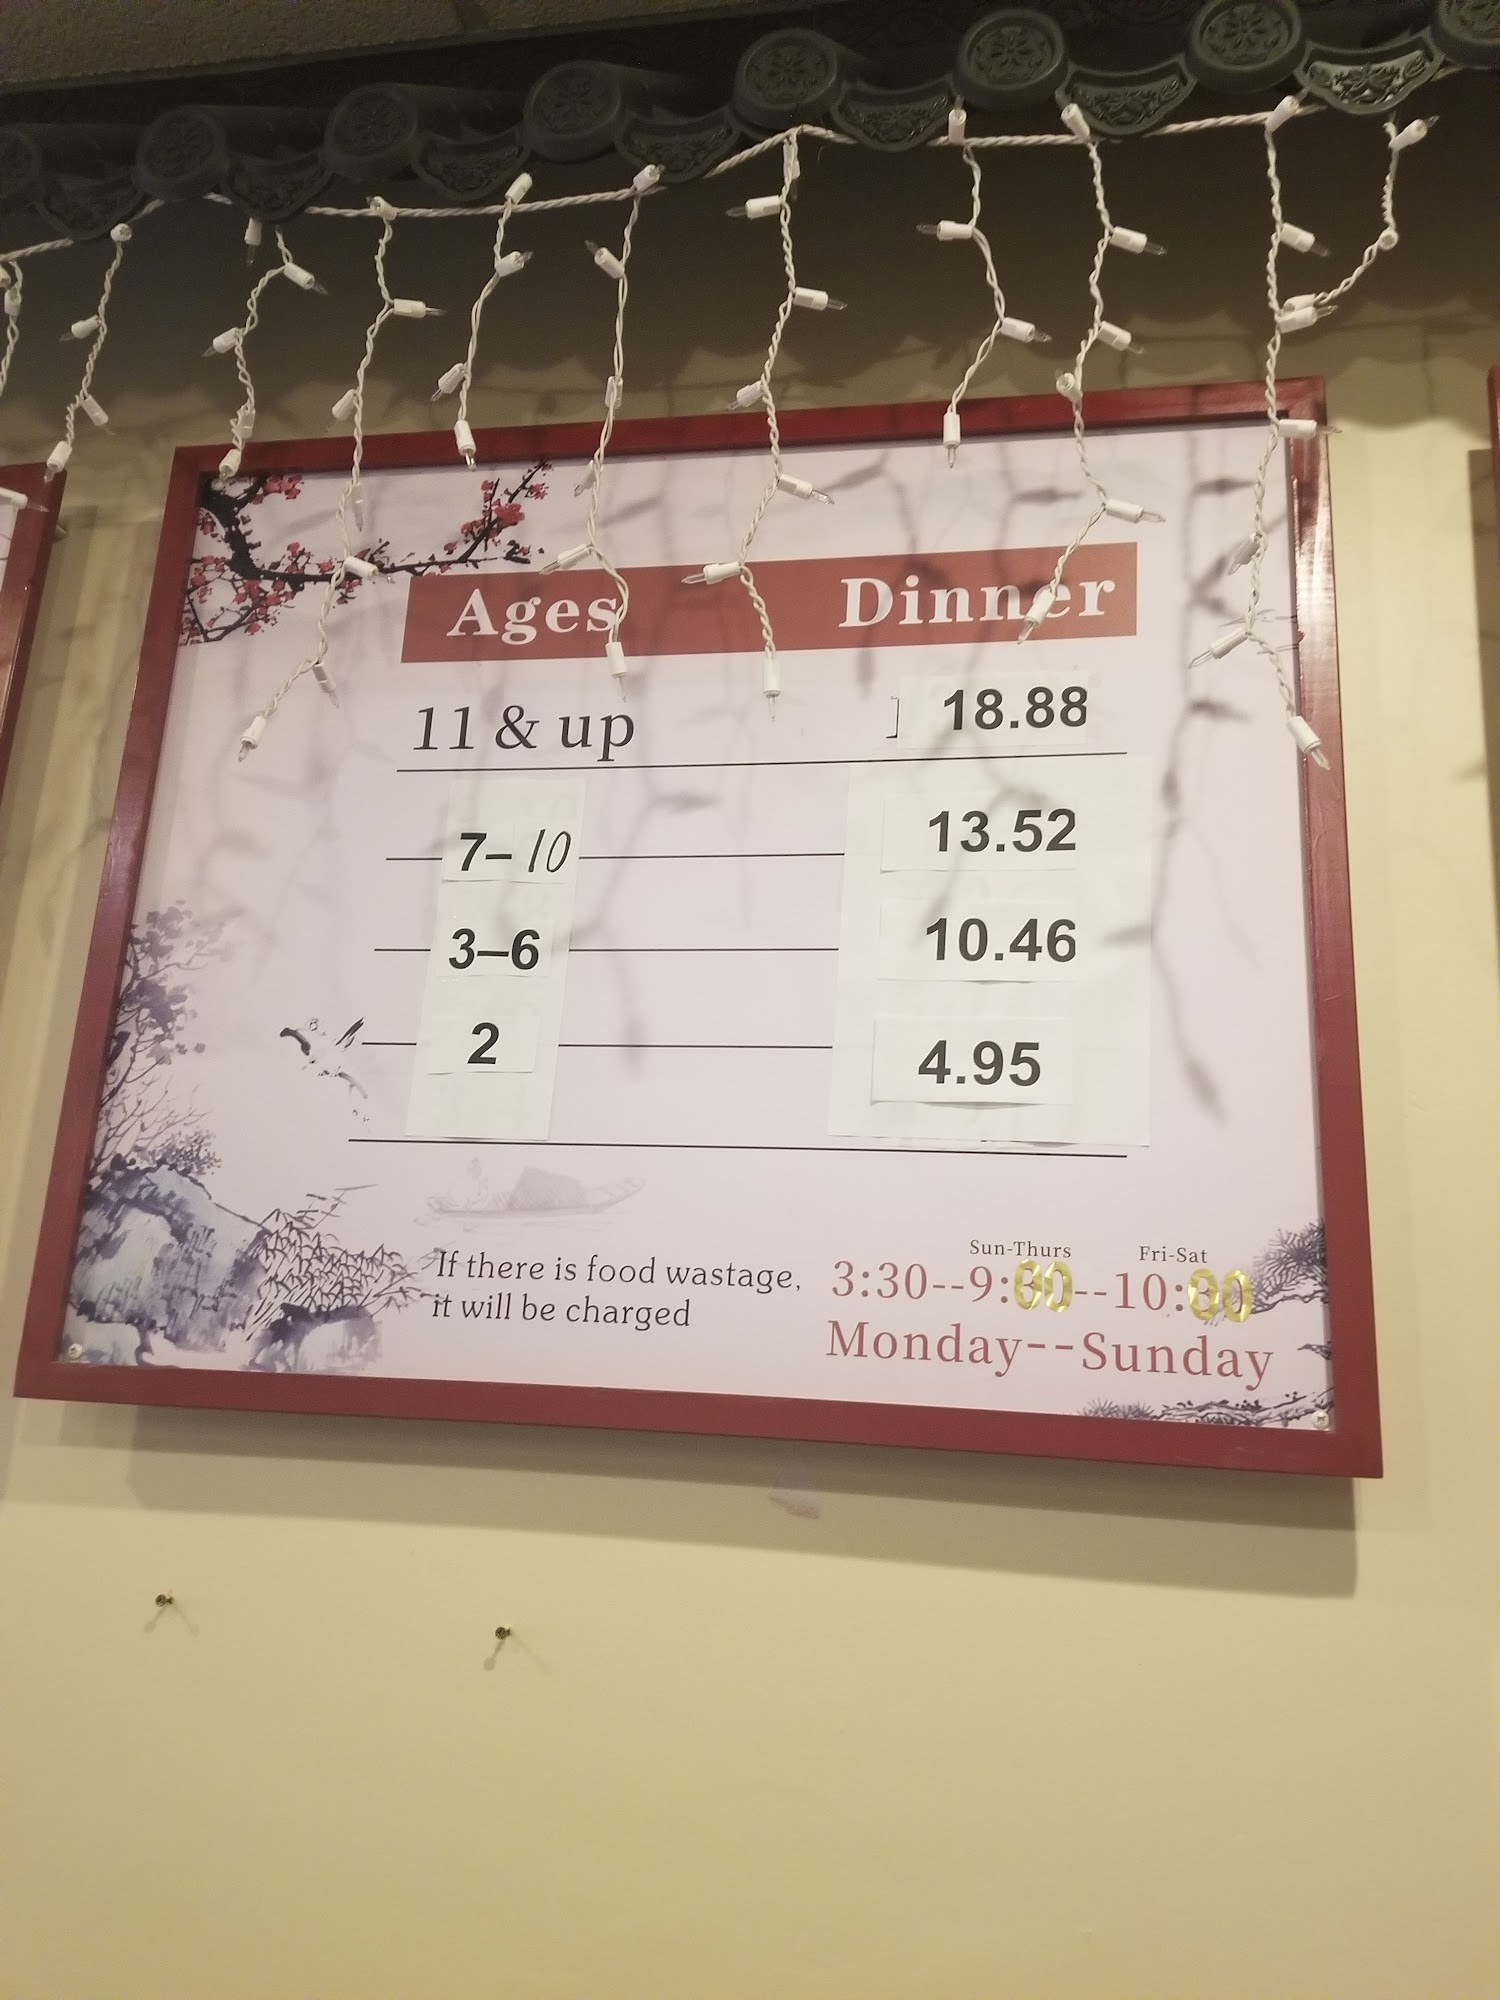 Ages Dinner
11 & up 18.88
7–10 13.52
3–6 10.46
2 4.95
If there is food wastage,
it will be charged
Sun-Thurs Fri-Sat
3:30--9:00--10:00
Monday--Sunday